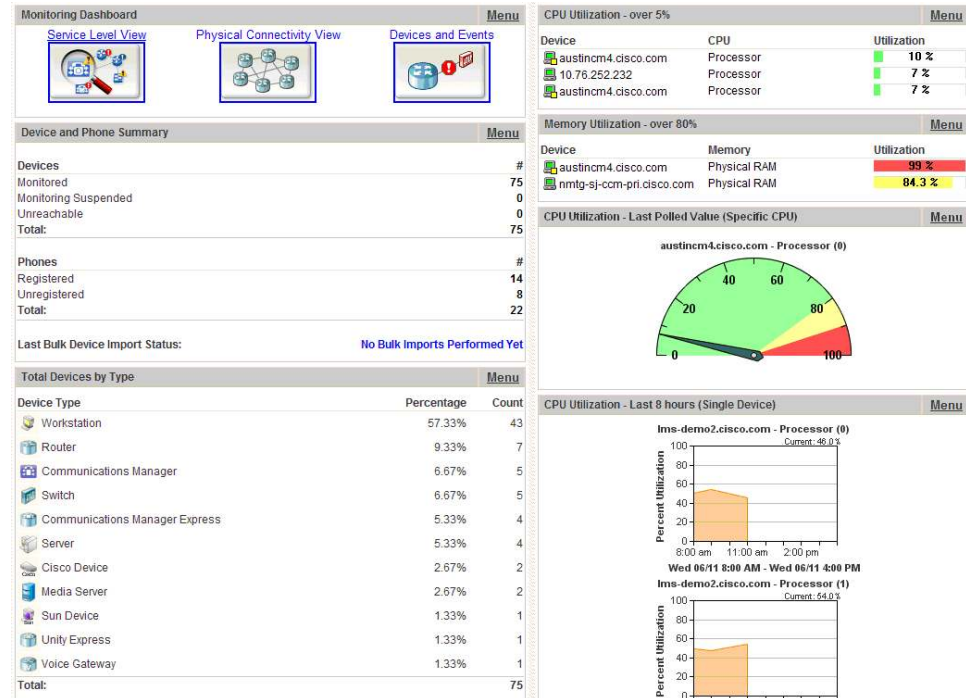 Monitoring Dashboard Menu
Service Level View Physical Connectivity View Devices and Events
Device and Phone Summary Menu
Devices #
Monitored 75
Monitoring Suspended 0
Unreachable 0
Total: 75
Phones #
Registered 14
Unregistered 8
Total: 22
Last Bulk Device Import Status: No Bulk Imports Performed Yet
Total Devices by Type Menu
Device Type Percentage Count
Workstation 57.33% 43
Router 9.33% 7
Communications Manager 6.67% 5
Switch 6.67% 5
Communications Manager Express 5.33% 4
Server 5.33% 4
Cisco Device 2.67% 2
Media Server 2.67% 2
Sun Device 1.33% 1
Unity Express 1.33% 1
Voice Gateway 1.33% 1
Total: 75
CPU Utilization - over 5% Menu
Device CPU Utilization
austincm4.cisco.com Processor 10 %
10.76.252.232 Processor 7 %
austincm4.cisco.com Processor 7 %
Memory Utilization - over 80% Menu
Device Memory Utilization
austincm4.cisco.com Physical RAM 99 %
nmtg-sj-ccm-pri.cisco.com Physical RAM 84.3 %
CPU Utilization - Last Polled Value (Specific CPU) Menu
austincm4.cisco.com - Processor (0)
0 20 40 60 80 100
CPU Utilization - Last 8 hours (Single Device) Menu
lms-demo2.cisco.com - Processor (0)
Current: 46.0 %
Percent Utilization
100
80
60
40
20
0
8:00 am 11:00 am 2:00 pm
Wed 06/11 8:00 AM - Wed 06/11 4:00 PM
lms-demo2.cisco.com - Processor (1)
Current: 54.0 %
Percent Utilization
100
80
60
40
20
0